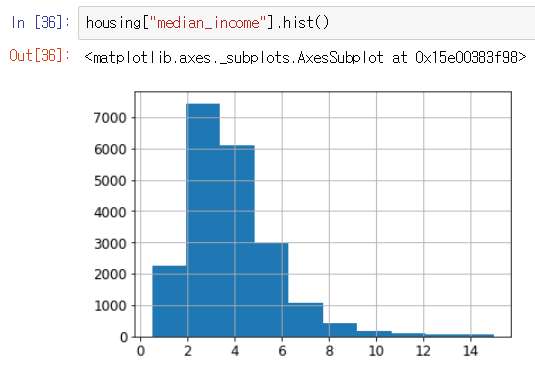 In [36]: housing["median_income"].hist()
Out[36]: <matplotlib.axes._subplots.AxesSubplot at 0x15e00383f98>
7000
6000
5000
4000
3000
2000
1000
0
0 2 4 6 8 10 12 14